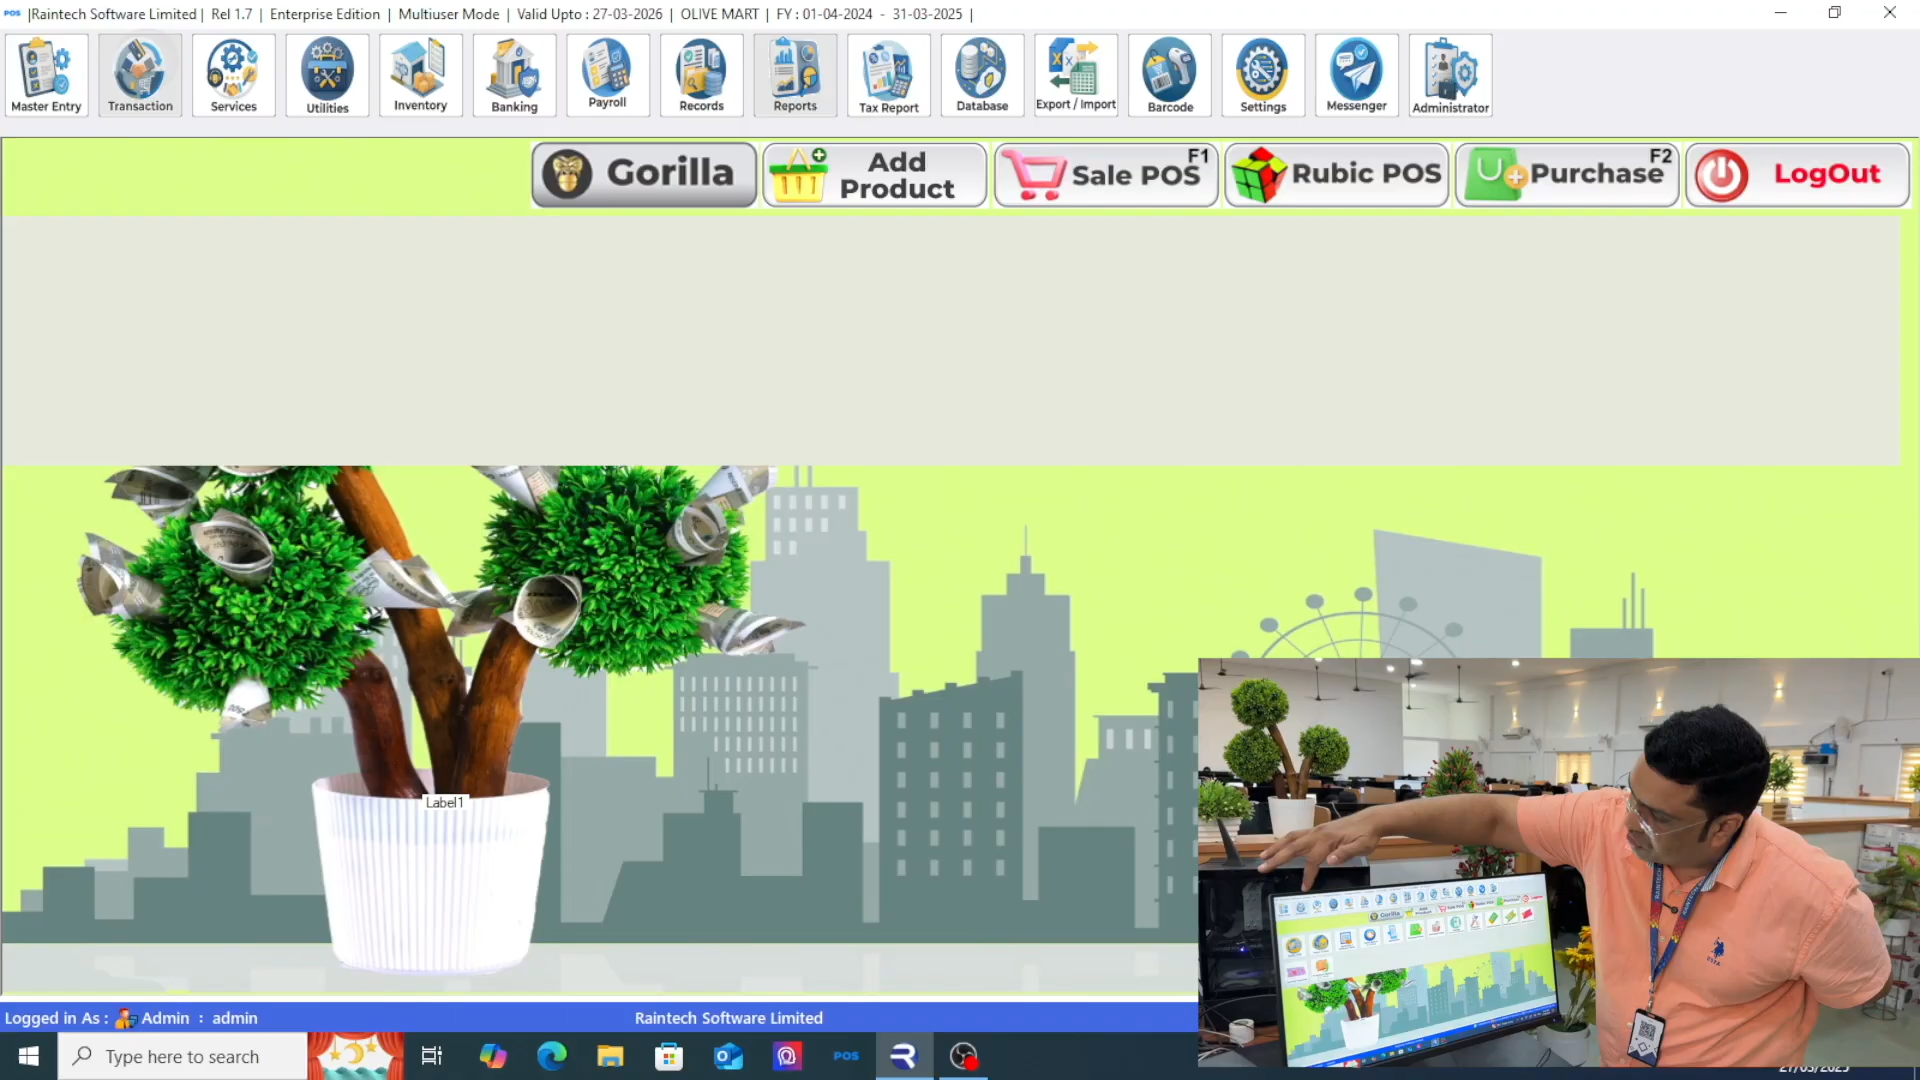 POS |Raintech Software Limited | Rel 1.7 | Enterprise Edition | Multiuser Mode | Valid Upto : 27-03-2026 | OLIVE MART | FY : 01-04-2024 - 31-03-2025 |
Master Entry Transaction Services Utilities Inventory Banking Payroll Records Reports Tax Report Database Export / Import Barcode Settings Messenger Administrator
Gorilla Add Product Sale POS F1 Rubic POS Purchase F2 LogOut
Label1
Logged in As : Admin : admin Raintech Software Limited
Type here to search POS
RAINTECH
USPA